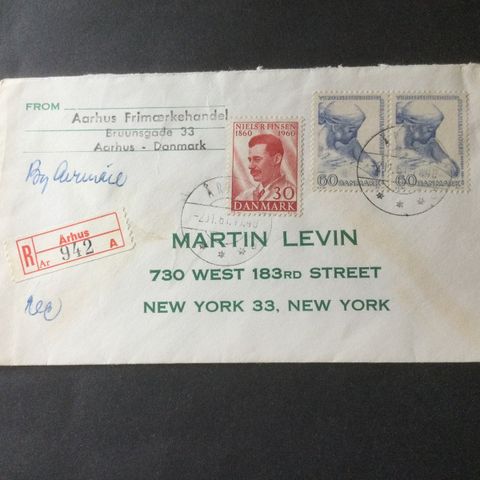 FROM
Aarhus Frimærkehandel
Bruunsgade 33
Aarhus - Danmark
By Airmail
NIELS R FINSEN
1860 1960
30
DANMARK
60 DANMARK
60 DANMARK
R
Århus
Ar 942 A
MARTIN LEVIN
730 WEST 183RD STREET
NEW YORK 33, NEW YORK